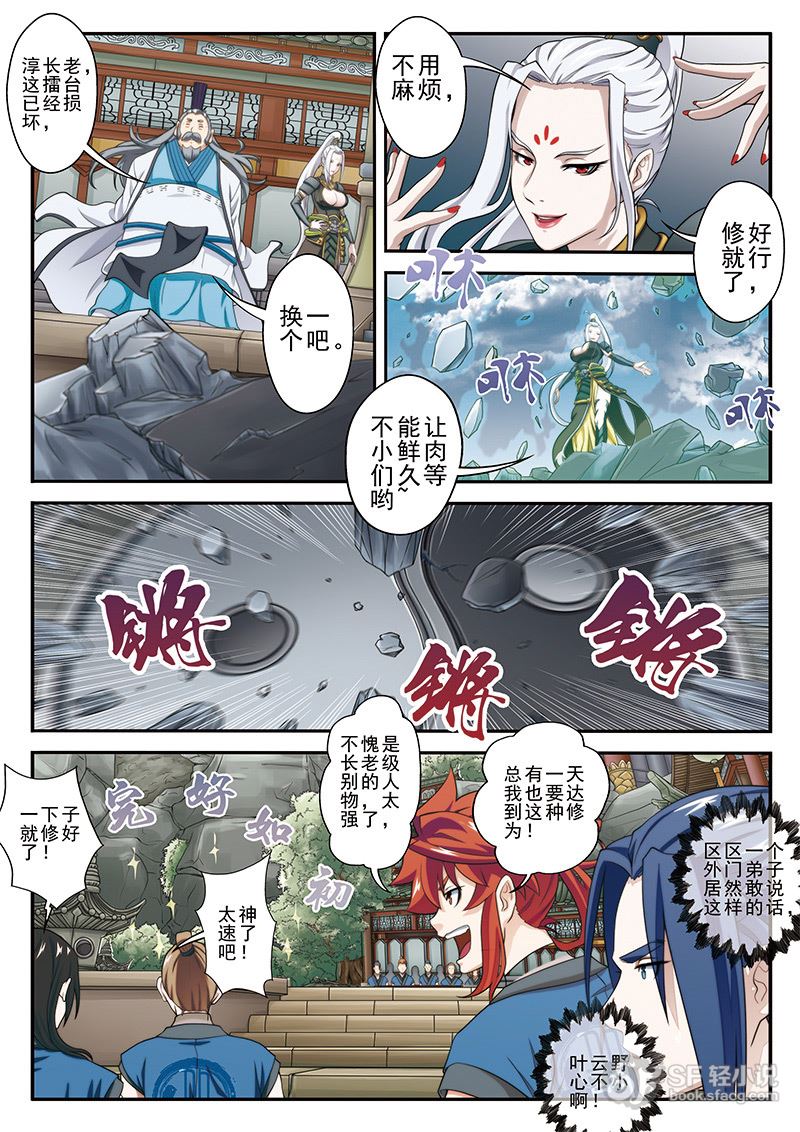 淳长老，
这擂台
已经损
坏，
换一
个吧。
不用
麻烦，
修好
就行
了，
咻
咻
咻
不能让
小鲜肉
们久等
哟~
锵
锵
锵
不愧是
长老级
别的人
物，太
强了
总有一天
我也要达
到这种修
为！
一下子
就修好
了！
完好如初
太神
速了
吧！
区区一个
外门弟子
居然敢说
这样的话
叶云野
心不小
啊！
SF轻小说
book.sfacg.com